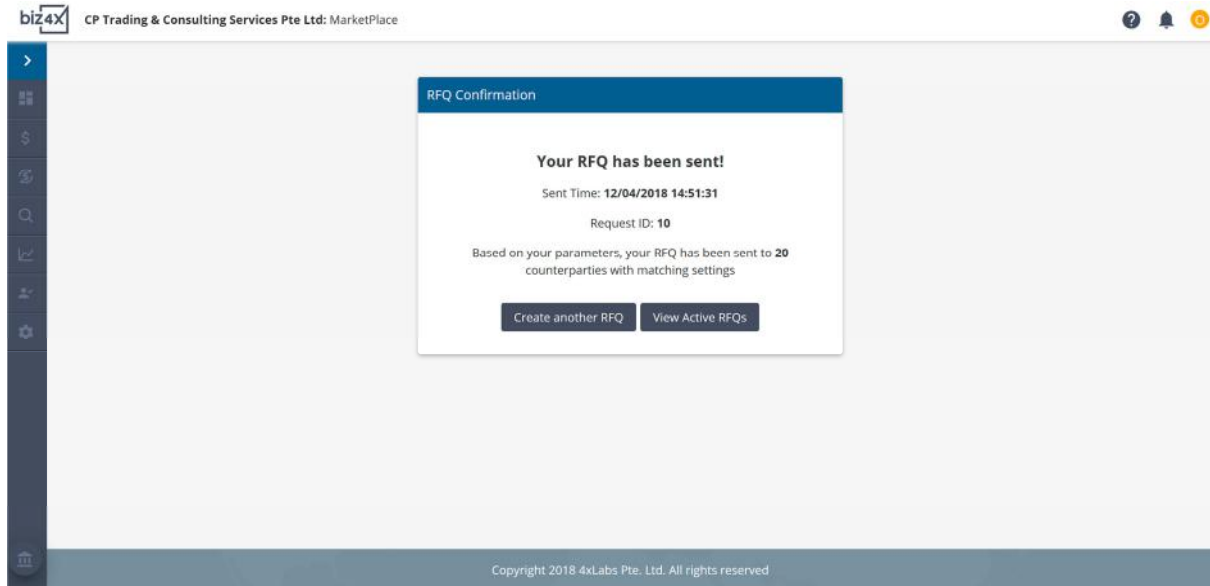 biz4X
CP Trading & Consulting Services Pte Ltd: MarketPlace
?
D
RFQ Confirmation
Your RFQ has been sent!
Sent Time: 12/04/2018 14:51:31
Request ID: 10
Based on your parameters, your RFQ has been sent to 20
counterparties with matching settings
Create another RFQ
View Active RFQs
Copyright 2018 4xLabs Pte. Ltd. All rights reserved